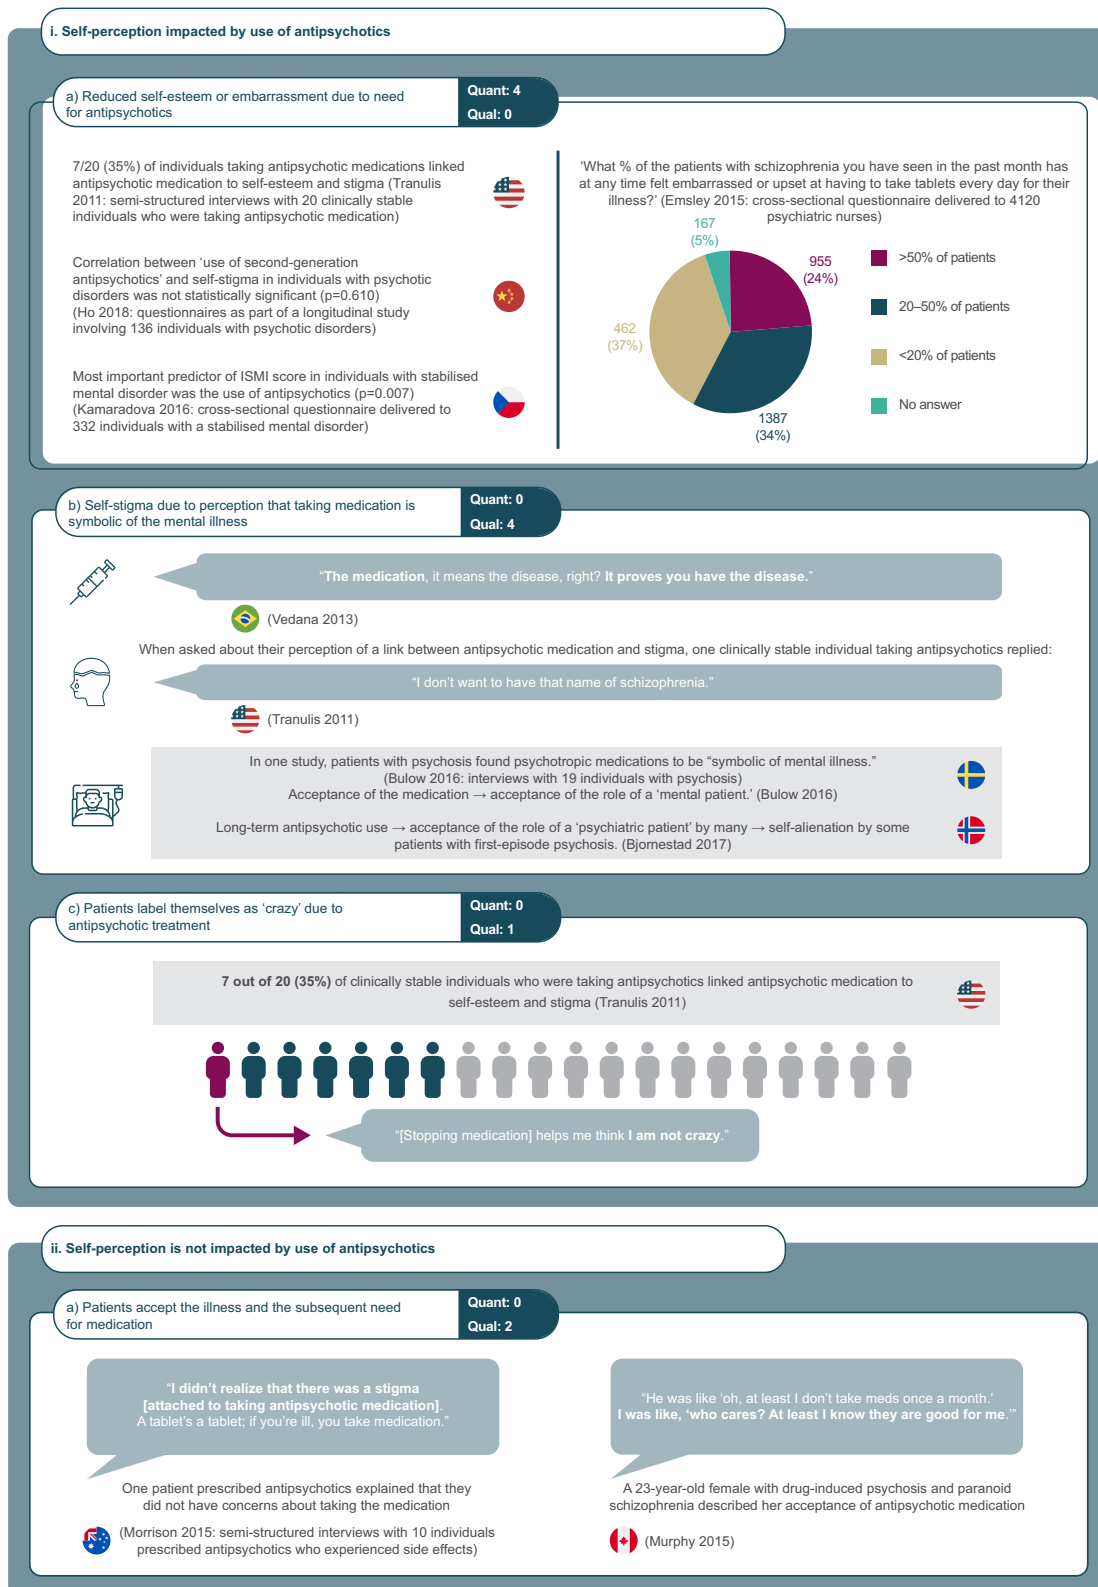 i. Self-perception impacted by use of antipsychotics
a) Reduced self-esteem or embarrassment due to need
for antipsychotics
Quant: 4
Qual: 0
7/20 (35%) of individuals taking antipsychotic medications linked
antipsychotic medication to self-esteem and stigma (Tranulis
2011: semi-structured interviews with 20 clinically stable
individuals who were taking antipsychotic medication)
Correlation between ‘use of second-generation
antipsychotics’ and self-stigma in individuals with psychotic
disorders was not statistically significant (p=0.610)
(Ho 2018: questionnaires as part of a longitudinal study
involving 136 individuals with psychotic disorders)
Most important predictor of ISMI score in individuals with stabilised
mental disorder was the use of antipsychotics (p=0.007)
(Kamaradova 2016: cross-sectional questionnaire delivered to
332 individuals with a stabilised mental disorder)
‘What % of the patients with schizophrenia you have seen in the past month has
at any time felt embarrassed or upset at having to take tablets every day for their
illness?’ (Emsley 2015: cross-sectional questionnaire delivered to 4120
psychiatric nurses)
167
(5%)
955
(24%)
462
(37%)
1387
(34%)
>50% of patients
20–50% of patients
<20% of patients
No answer
b) Self-stigma due to perception that taking medication is
symbolic of the mental illness
Quant: 0
Qual: 4
“The medication, it means the disease, right? It proves you have the disease.”
(Vedana 2013)
When asked about their perception of a link between antipsychotic medication and stigma, one clinically stable individual taking antipsychotics replied:
“I don’t want to have that name of schizophrenia.”
(Tranulis 2011)
In one study, patients with psychosis found psychotropic medications to be “symbolic of mental illness.”
(Bulow 2016: interviews with 19 individuals with psychosis)
Acceptance of the medication → acceptance of the role of a ‘mental patient.’ (Bulow 2016)
Long-term antipsychotic use → acceptance of the role of a ‘psychiatric patient’ by many → self-alienation by some
patients with first-episode psychosis. (Bjornestad 2017)
c) Patients label themselves as ‘crazy’ due to
antipsychotic treatment
Quant: 0
Qual: 1
7 out of 20 (35%) of clinically stable individuals who were taking antipsychotics linked antipsychotic medication to
self-esteem and stigma (Tranulis 2011)
“[Stopping medication] helps me think I am not crazy.”
ii. Self-perception is not impacted by use of antipsychotics
a) Patients accept the illness and the subsequent need
for medication
Quant: 0
Qual: 2
“I didn’t realize that there was a stigma
[attached to taking antipsychotic medication].
A tablet’s a tablet; if you’re ill, you take medication.”
One patient prescribed antipsychotics explained that they
did not have concerns about taking the medication
(Morrison 2015: semi-structured interviews with 10 individuals
prescribed antipsychotics who experienced side effects)
“He was like ‘oh, at least I don’t take meds once a month.’
I was like, ‘who cares? At least I know they are good for me.’”
A 23-year-old female with drug-induced psychosis and paranoid
schizophrenia described her acceptance of antipsychotic medication
(Murphy 2015)